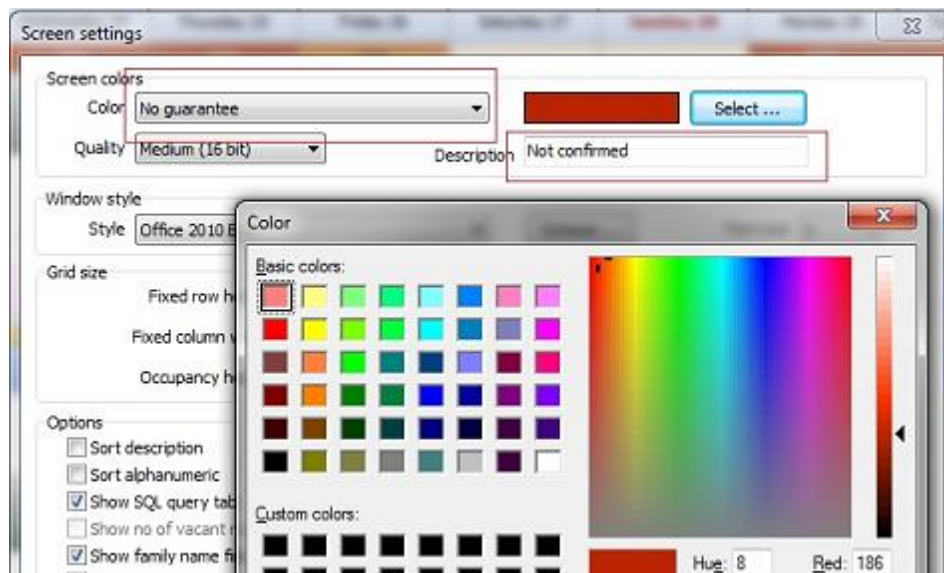 Screen settings
Screen colors
Color No guarantee Select ...
Quality Medium (16 bit) Description Not confirmed
Window style
Style Office 2010
Color
Grid size
Basic colors:
Fixed row
Fixed column
Occupancy
Options
Sort description
Sort alphanumeric
Show SQL query tab
Custom colors:
Show no of vacant
Show family name
Hue: 8 Red: 186